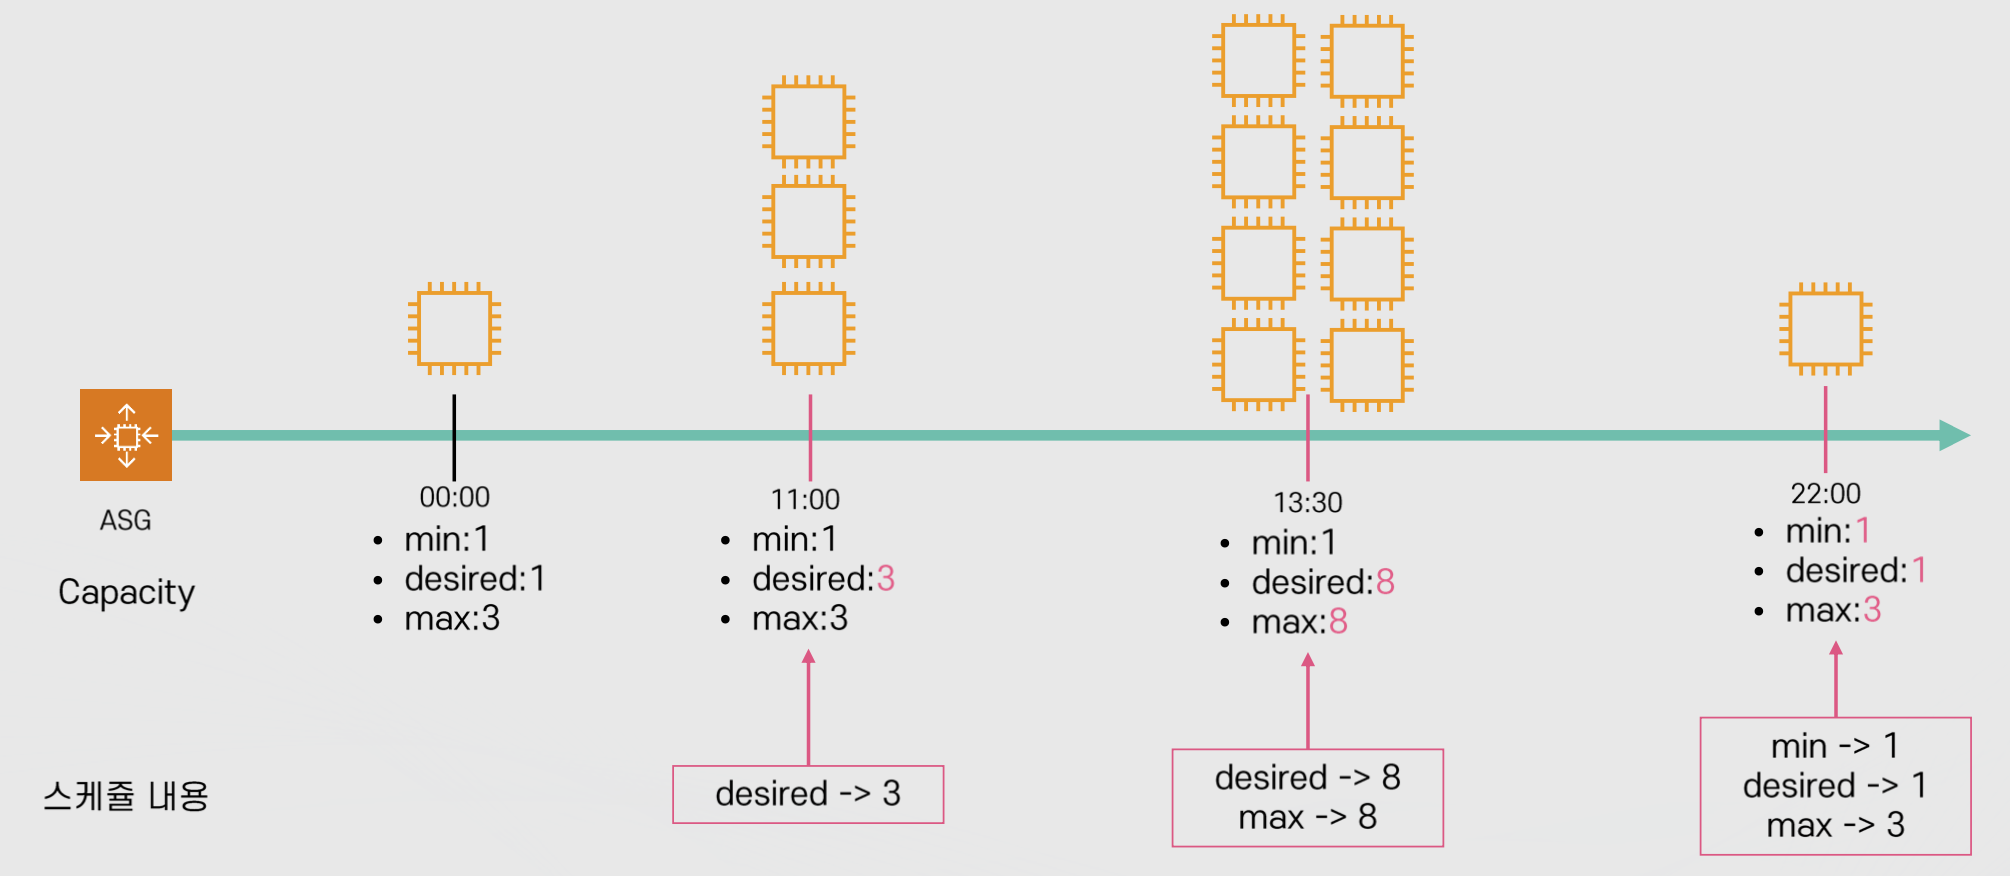 ASG
Capacity
스케쥴 내용
00:00
• min:1
• desired:1
• max:3
11:00
• min:1
• desired:3
• max:3
desired -> 3
13:30
• min:1
• desired:8
• max:8
desired -> 8
max -> 8
22:00
• min:1
• desired:1
• max:3
min -> 1
desired -> 1
max -> 3